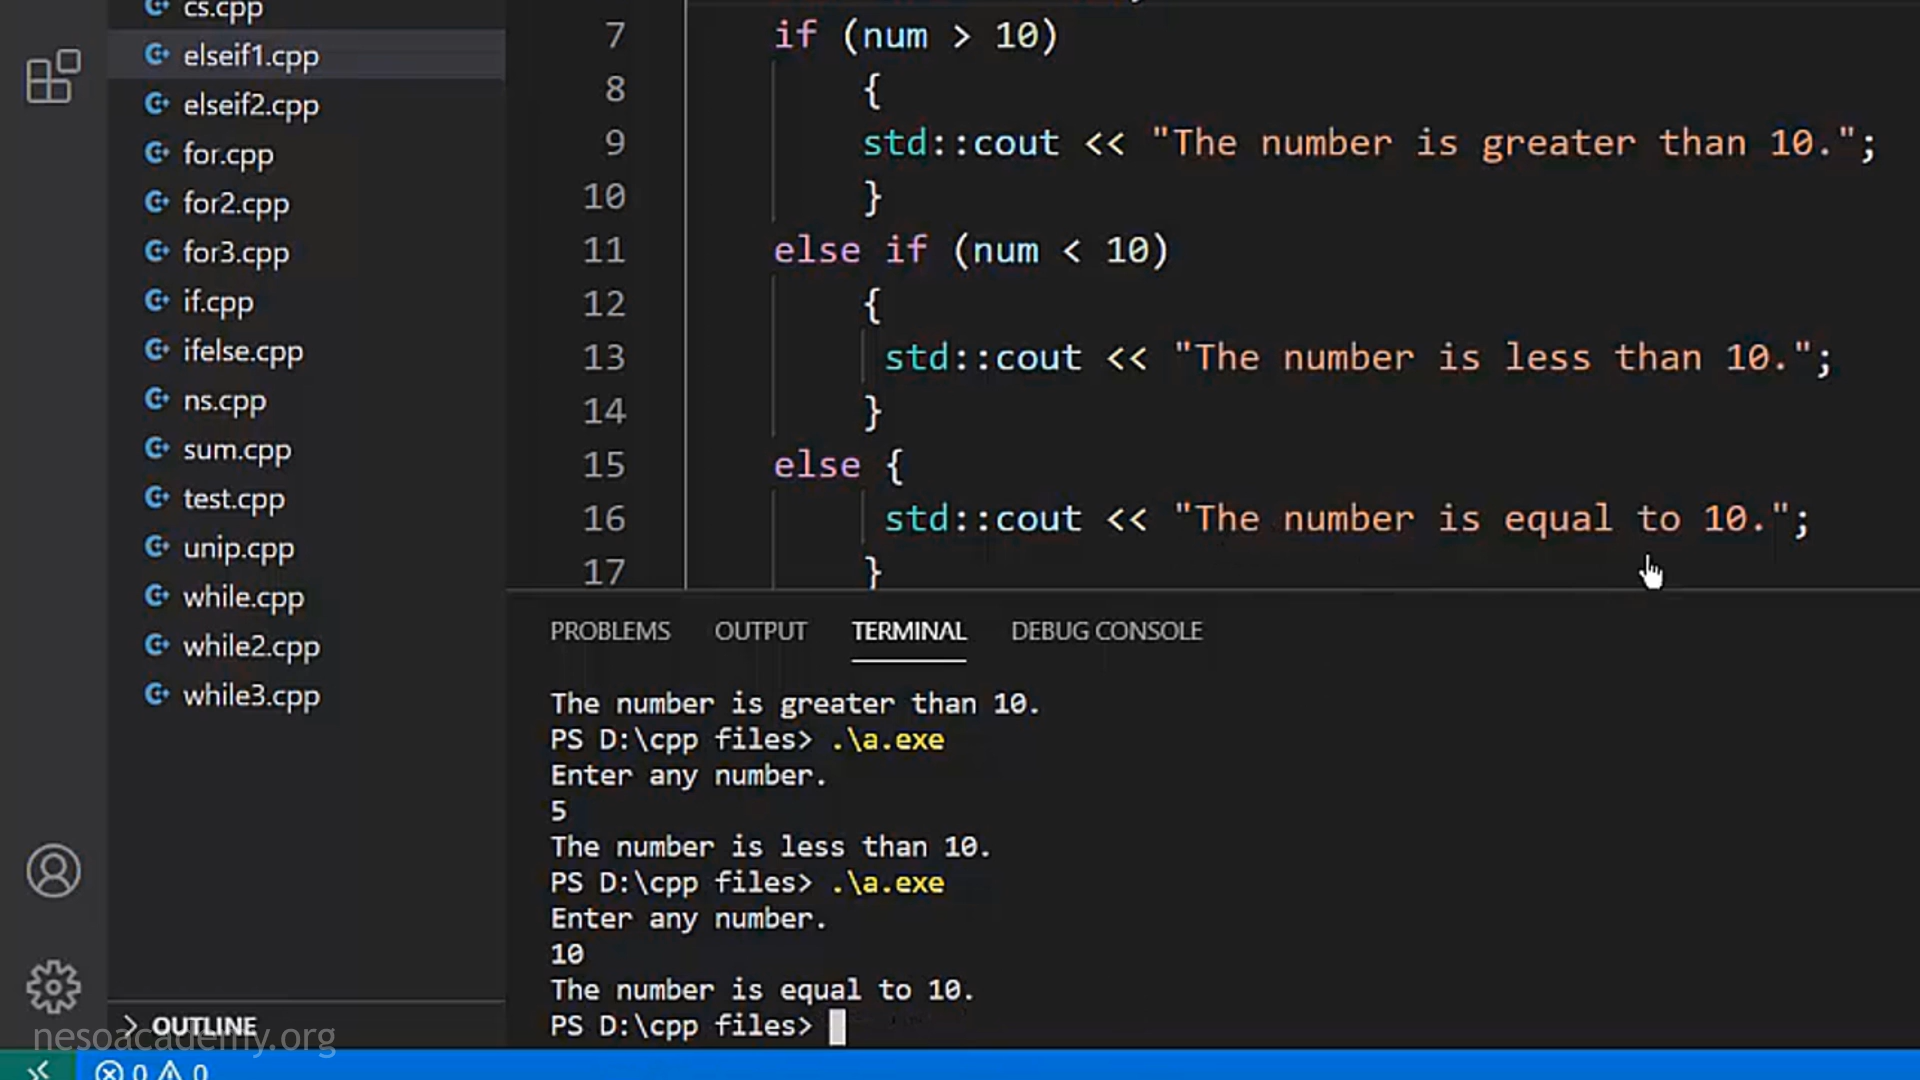 cs.cpp
elseif1.cpp
elseif2.cpp
for.cpp
for2.cpp
for3.cpp
if.cpp
ifelse.cpp
ns.cpp
sum.cpp
test.cpp
unip.cpp
while.cpp
while2.cpp
while3.cpp
OUTLINE
nesoacademy.org
7 if (num > 10)
8 {
9 std::cout << "The number is greater than 10.";
10 }
11 else if (num < 10)
12 {
13 std::cout << "The number is less than 10.";
14 }
15 else {
16 std::cout << "The number is equal to 10.";
17 }
PROBLEMS OUTPUT TERMINAL DEBUG CONSOLE
The number is greater than 10.
PS D:\cpp files> .\a.exe
Enter any number.
5
The number is less than 10.
PS D:\cpp files> .\a.exe
Enter any number.
10
The number is equal to 10.
PS D:\cpp files>
0 0